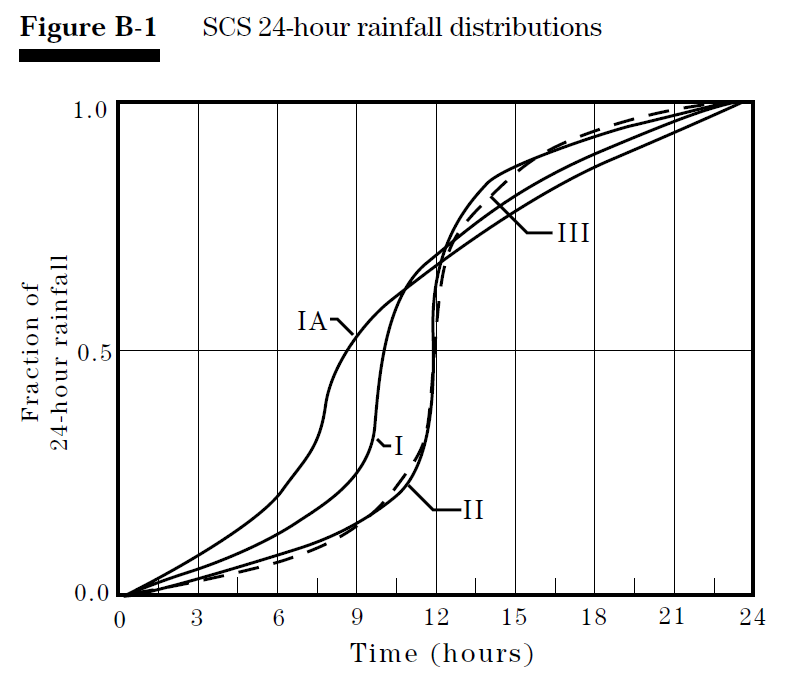 Figure B-1 SCS 24-hour rainfall distributions
1.0
III
IA
Fraction of
24-hour rainfall
0.5
I
II
0.0
0 3 6 9 12 15 18 21 24
Time (hours)